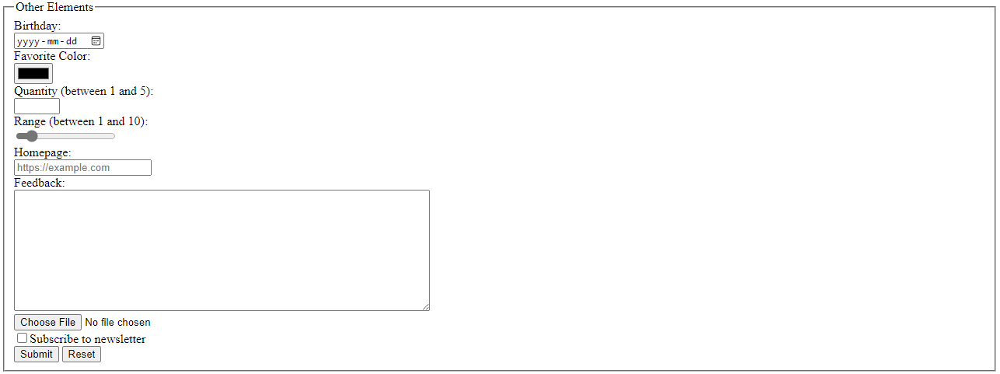 Other Elements
Birthday:
yyyy-mm-dd
Favorite Color:
Quantity (between 1 and 5):
Range (between 1 and 10):
Homepage:
https://example.com
Feedback:
Choose File No file chosen
Subscribe to newsletter
Submit Reset